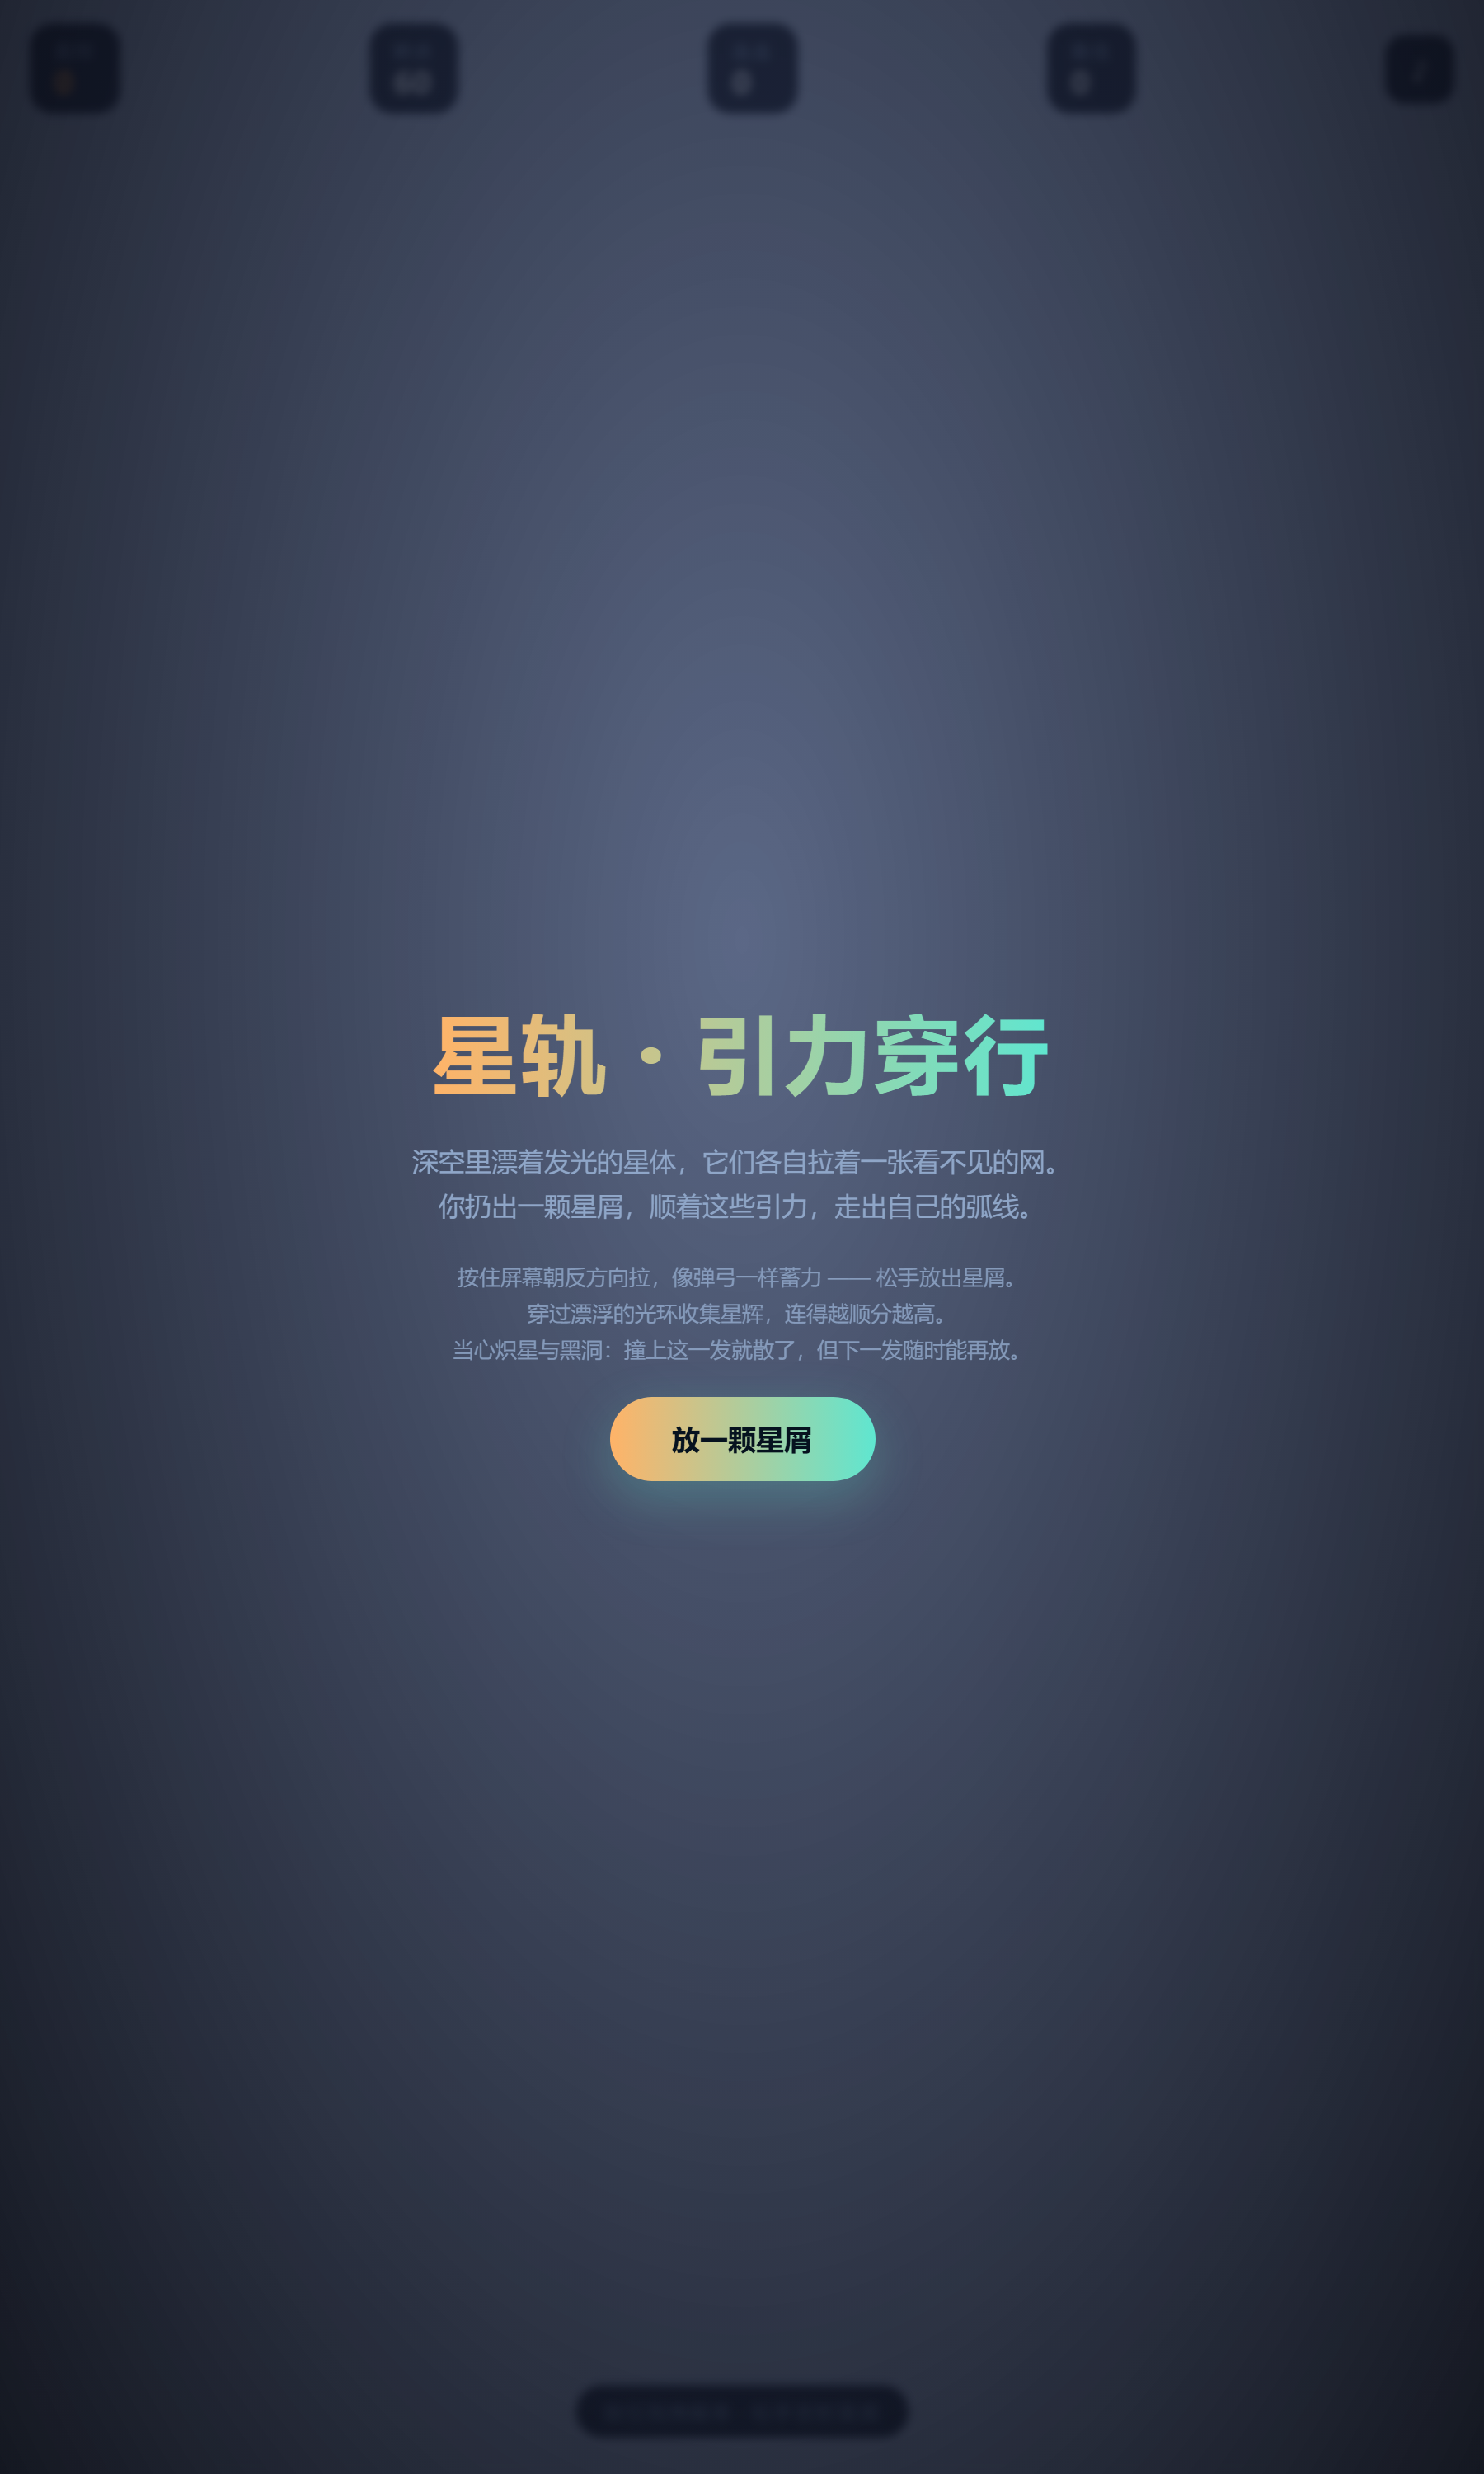 0
60
0
0
星轨 · 引力穿行
深空里漂着发光的星体，它们各自拉着一张看不见的网。
你扔出一颗星屑，顺着这些引力，走出自己的弧线。
按住屏幕朝反方向拉，像弹弓一样蓄力 —— 松手放出星屑。
穿过漂浮的光环收集星辉，连得越顺分越高。
当心炽星与黑洞：撞上这一发就散了，但下一发随时能再放。
放一颗星屑